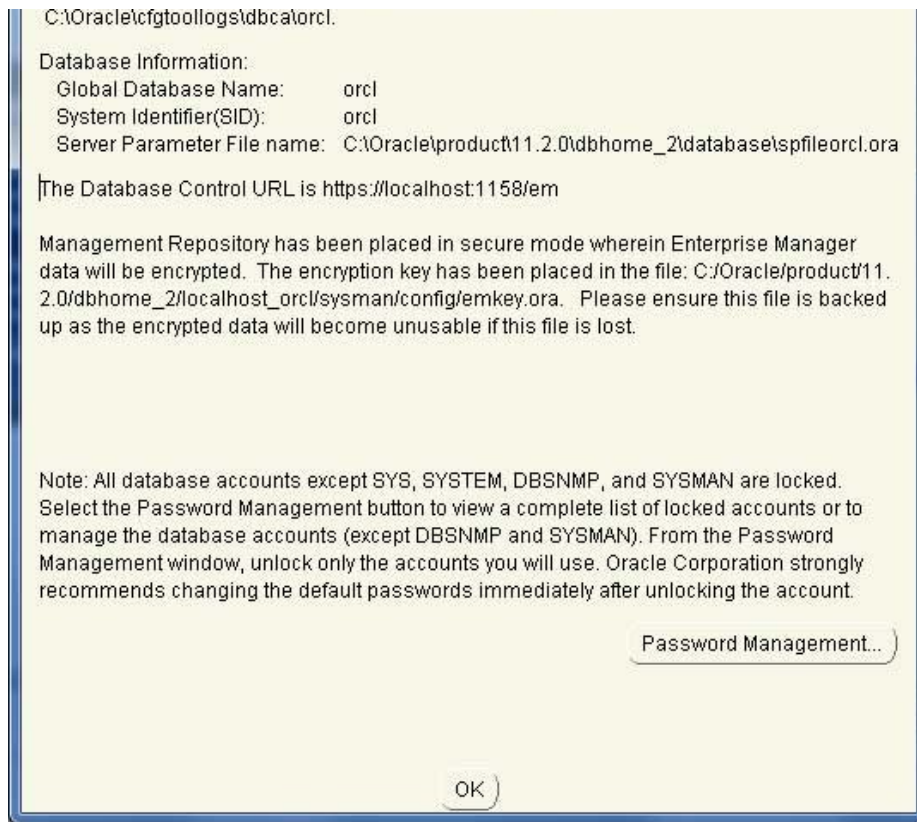 C:\Oracle\cfgtoollogs\dbca\orcl.
Database Information:
Global Database Name: orcl
System Identifier(SID): orcl
Server Parameter File name: C:\Oracle\product\11.2.0\dbhome_2\database\spfileorcl.ora
The Database Control URL is https://localhost:1158/em
Management Repository has been placed in secure mode wherein Enterprise Manager
data will be encrypted. The encryption key has been placed in the file: C:/Oracle/product/11.
2.0/dbhome_2/localhost_orcl/sysman/config/emkey.ora. Please ensure this file is backed
up as the encrypted data will become unusable if this file is lost.
Note: All database accounts except SYS, SYSTEM, DBSNMP, and SYSMAN are locked.
Select the Password Management button to view a complete list of locked accounts or to
manage the database accounts (except DBSNMP and SYSMAN). From the Password
Management window, unlock only the accounts you will use. Oracle Corporation strongly
recommends changing the default passwords immediately after unlocking the account.
Password Management...
OK